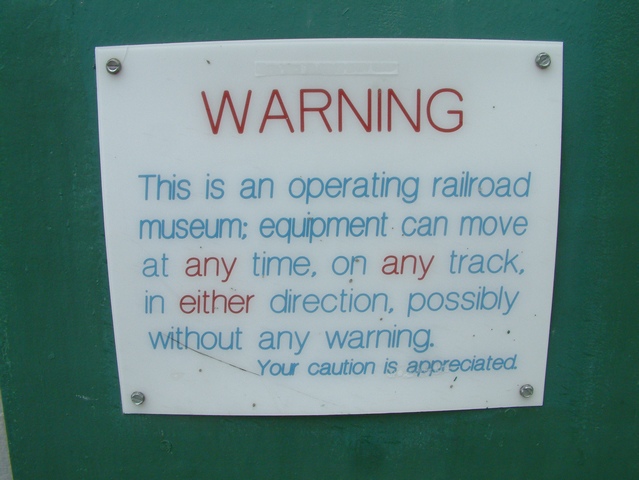 WARNING
This is an operating railroad
museum; equipment can move
at any time, on any track,
in either direction, possibly
without any warning.
Your caution is appreciated.